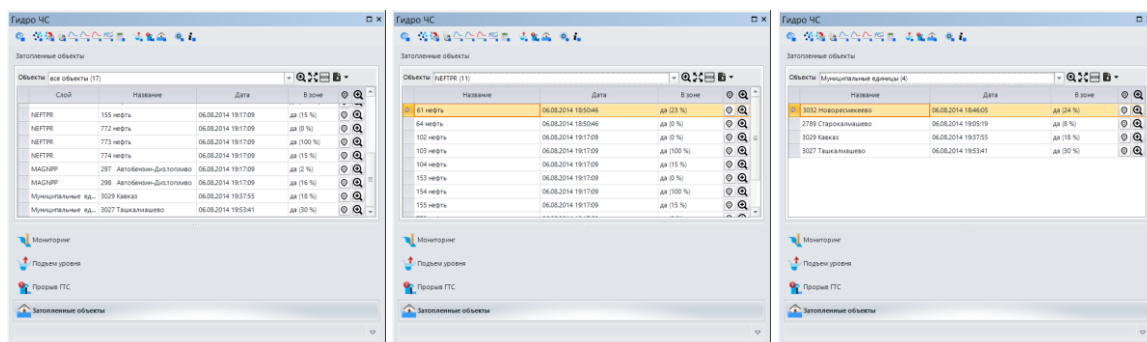 Гидро ЧС
Затопленные объекты
Объекты все объекты (17)
Слой Название Дата В зоне
NEFTPR 155 нефть 06.08.2014 19:17:09 да (15 %)
NEFTPR 772 нефть 06.08.2014 19:17:09 да (0 %)
NEFTPR 773 нефть 06.08.2014 19:17:09 да (100 %)
NEFTPR 774 нефть 06.08.2014 19:17:09 да (15 %)
MAGNPP 297 Автобензин-Диз.топливо 06.08.2014 19:17:09 да (2 %)
MAGNPP 298 Автобензин-Диз.топливо 06.08.2014 19:17:09 да (16 %)
Муниципальные ед... 3029 Кавказ 06.08.2014 19:37:55 да (18 %)
Муниципальные ед... 3027 Ташкалмашево 06.08.2014 19:53:41 да (30 %)
Мониторинг
Подъем уровня
Прорыв ГТС
Затопленные объекты
Гидро ЧС
Затопленные объекты
Объекты NEFTPR (11)
Название Дата В зоне
61 нефть 06.08.2014 18:50:46 да (23 %)
64 нефть 06.08.2014 18:50:46 да (0 %)
102 нефть 06.08.2014 19:17:09 да (0 %)
103 нефть 06.08.2014 19:17:09 да (100 %)
104 нефть 06.08.2014 19:17:09 да (15 %)
153 нефть 06.08.2014 19:17:09 да (0 %)
154 нефть 06.08.2014 19:17:09 да (100 %)
155 нефть 06.08.2014 19:17:09 да (15 %)
Мониторинг
Подъем уровня
Прорыв ГТС
Затопленные объекты
Гидро ЧС
Затопленные объекты
Объекты Муниципальные единицы (4)
Название Дата В зоне
3032 Новоресмекеево 06.08.2014 18:46:05 да (24 %)
2789 Старокалмашево 06.08.2014 19:05:19 да (8 %)
3029 Кавказ 06.08.2014 19:37:55 да (18 %)
3027 Ташкалмашево 06.08.2014 19:53:41 да (30 %)
Мониторинг
Подъем уровня
Прорыв ГТС
Затопленные объекты